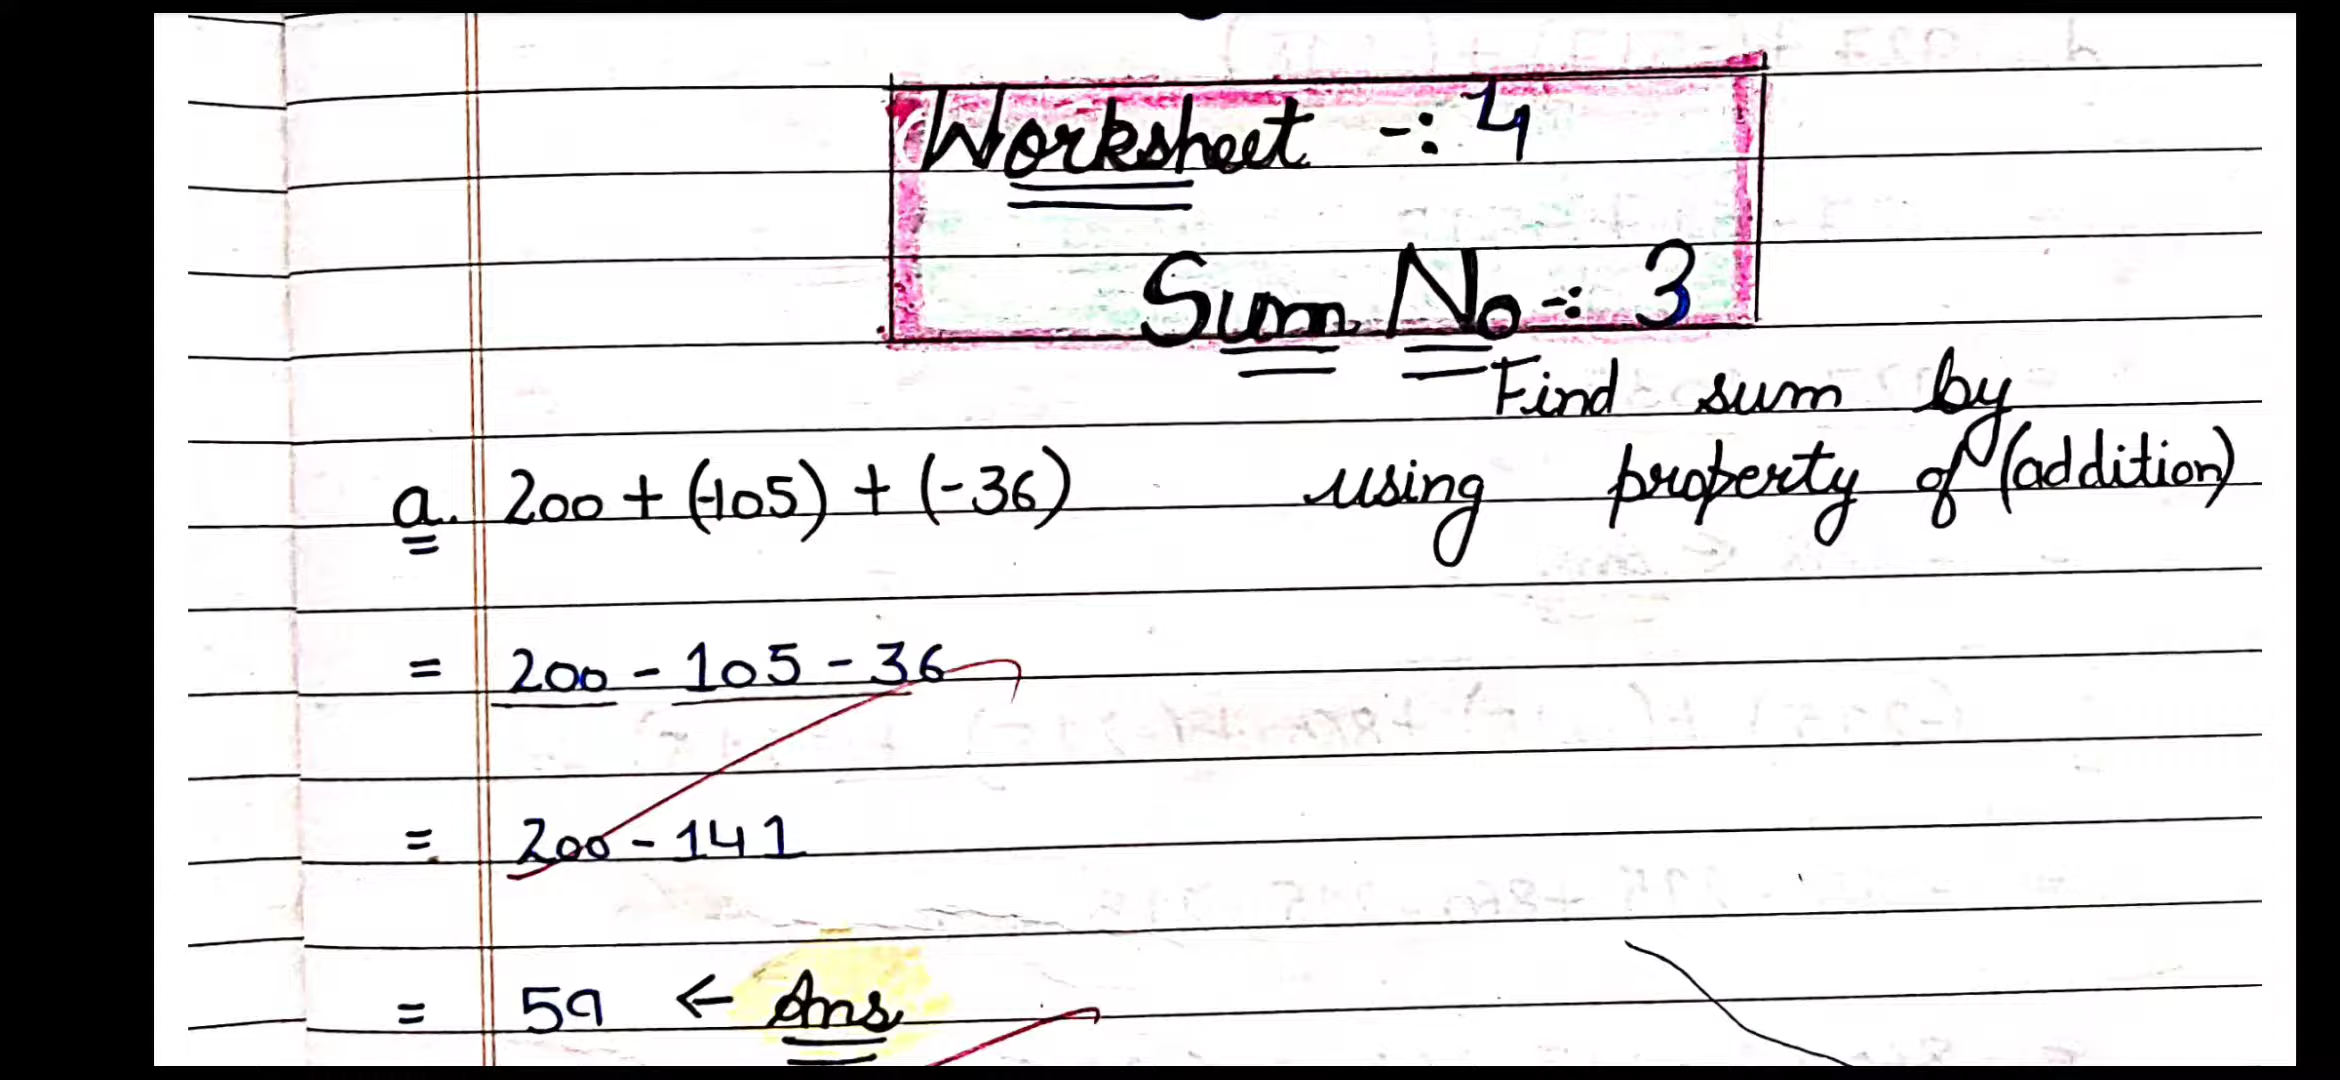 Worksheet -: 4
Sum No -: 3
Find sum by
a. 200 + (-105) + (-36) using property of (addition)
= 200 - 105 - 36
= 200 - 141
= 59 ← Ans